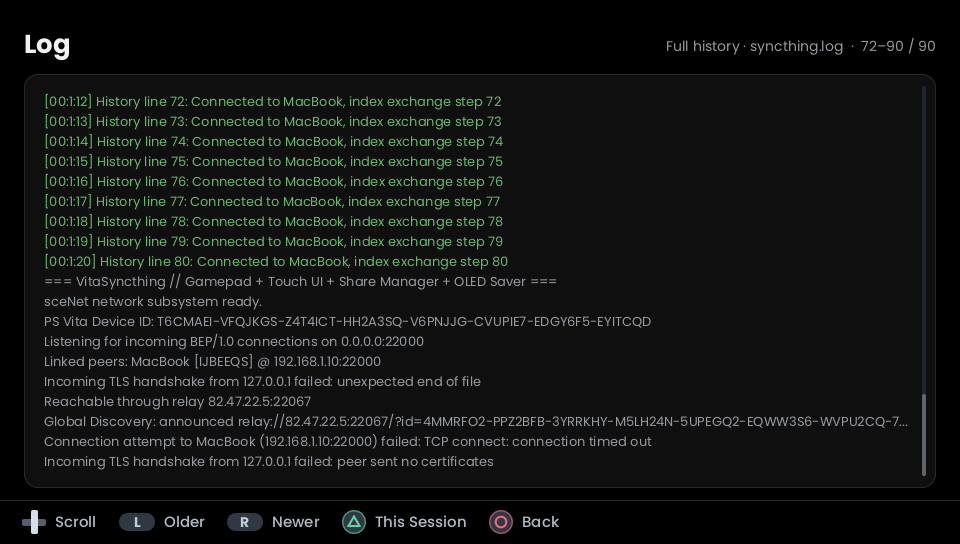 Log
Full history · syncthing.log · 72–90 / 90
[00:1:12] History line 72: Connected to MacBook, index exchange step 72
[00:1:13] History line 73: Connected to MacBook, index exchange step 73
[00:1:14] History line 74: Connected to MacBook, index exchange step 74
[00:1:15] History line 75: Connected to MacBook, index exchange step 75
[00:1:16] History line 76: Connected to MacBook, index exchange step 76
[00:1:17] History line 77: Connected to MacBook, index exchange step 77
[00:1:18] History line 78: Connected to MacBook, index exchange step 78
[00:1:19] History line 79: Connected to MacBook, index exchange step 79
[00:1:20] History line 80: Connected to MacBook, index exchange step 80
=== VitaSyncthing // Gamepad + Touch UI + Share Manager + OLED Saver ===
sceNet network subsystem ready.
PS Vita Device ID: T6CMAEI-VFQJKGS-Z4T4ICT-HH2A3SQ-V6PNJJG-CVUPIE7-EDGY6F5-EYITCQD
Listening for incoming BEP/1.0 connections on 0.0.0.0:22000
Linked peers: MacBook [IJBEEQS] @ 192.168.1.10:22000
Incoming TLS handshake from 127.0.0.1 failed: unexpected end of file
Reachable through relay 82.47.22.5:22067
Global Discovery: announced relay://82.47.22.5:22067/?id=4MMRFO2-PPZ2BFB-3YRRKHY-M5LH24N-5UPEGQ2-EQWW3S6-WVPU2CQ-7...
Connection attempt to MacBook (192.168.1.10:22000) failed: TCP connect: connection timed out
Incoming TLS handshake from 127.0.0.1 failed: peer sent no certificates
Scroll L Older R Newer This Session Back